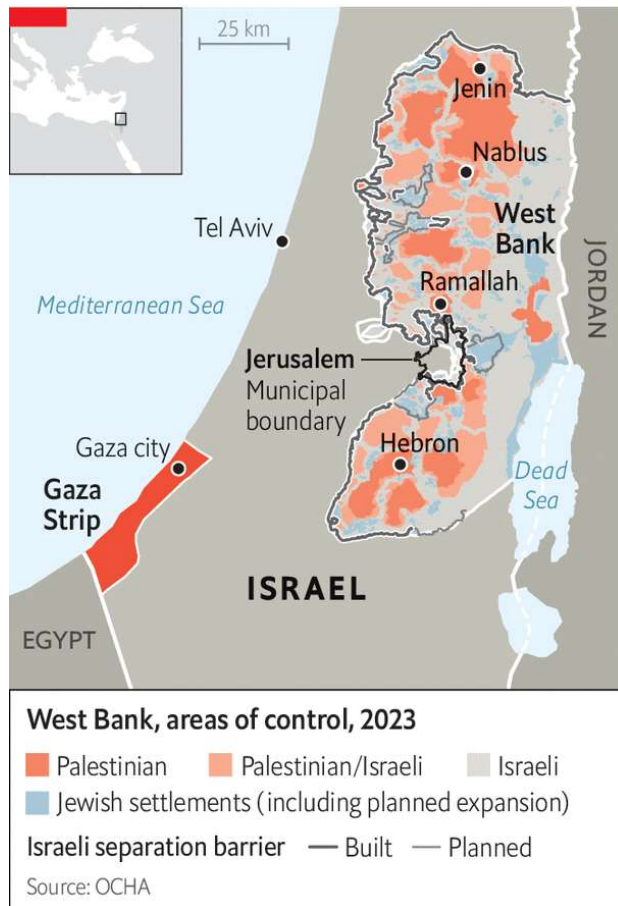 25 km
Jenin
Nablus
West
Bank
Tel Aviv
Ramallah
JORDAN
Mediterranean Sea
Jerusalem
Municipal
boundary
Gaza city
Hebron
Gaza
Strip
Dead
Sea
ISRAEL
EGYPT
West Bank, areas of control, 2023
Palestinian Palestinian/Israeli Israeli
Jewish settlements (including planned expansion)
Israeli separation barrier Built Planned
Source: OCHA